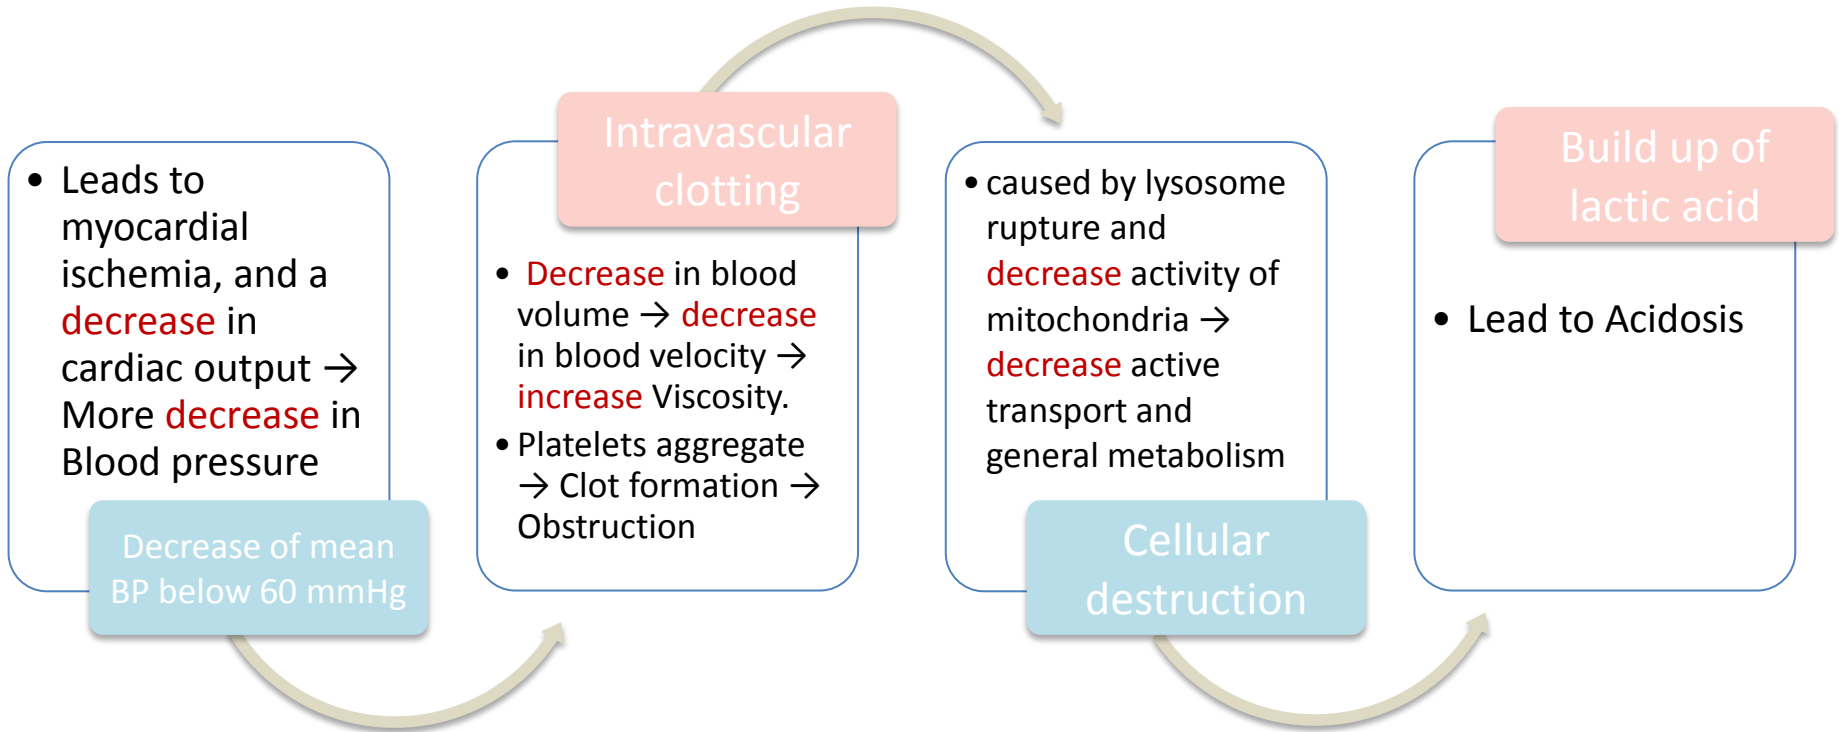 • Leads to
myocardial
ischemia, and a
decrease in
cardiac output →
More decrease in
Blood pressure
Decrease of mean
BP below 60 mmHg
Intravascular
clotting
• Decrease in blood
volume → decrease
in blood velocity →
increase Viscosity.
• Platelets aggregate
→ Clot formation →
Obstruction
• caused by lysosome
rupture and
decrease activity of
mitochondria →
decrease active
transport and
general metabolism
Cellular
destruction
Build up of
lactic acid
• Lead to Acidosis